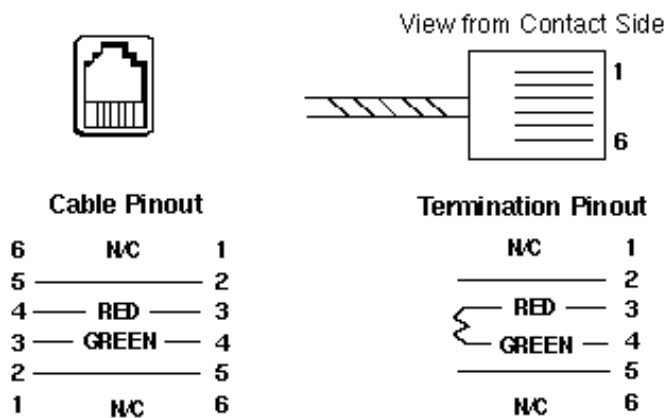 View from Contact Side
1
6
Cable Pinout
6 N/C 1
5 2
4 RED 3
3 GREEN 4
2 5
1 N/C 6
Termination Pinout
N/C 1
2
RED 3
GREEN 4
5
N/C 6